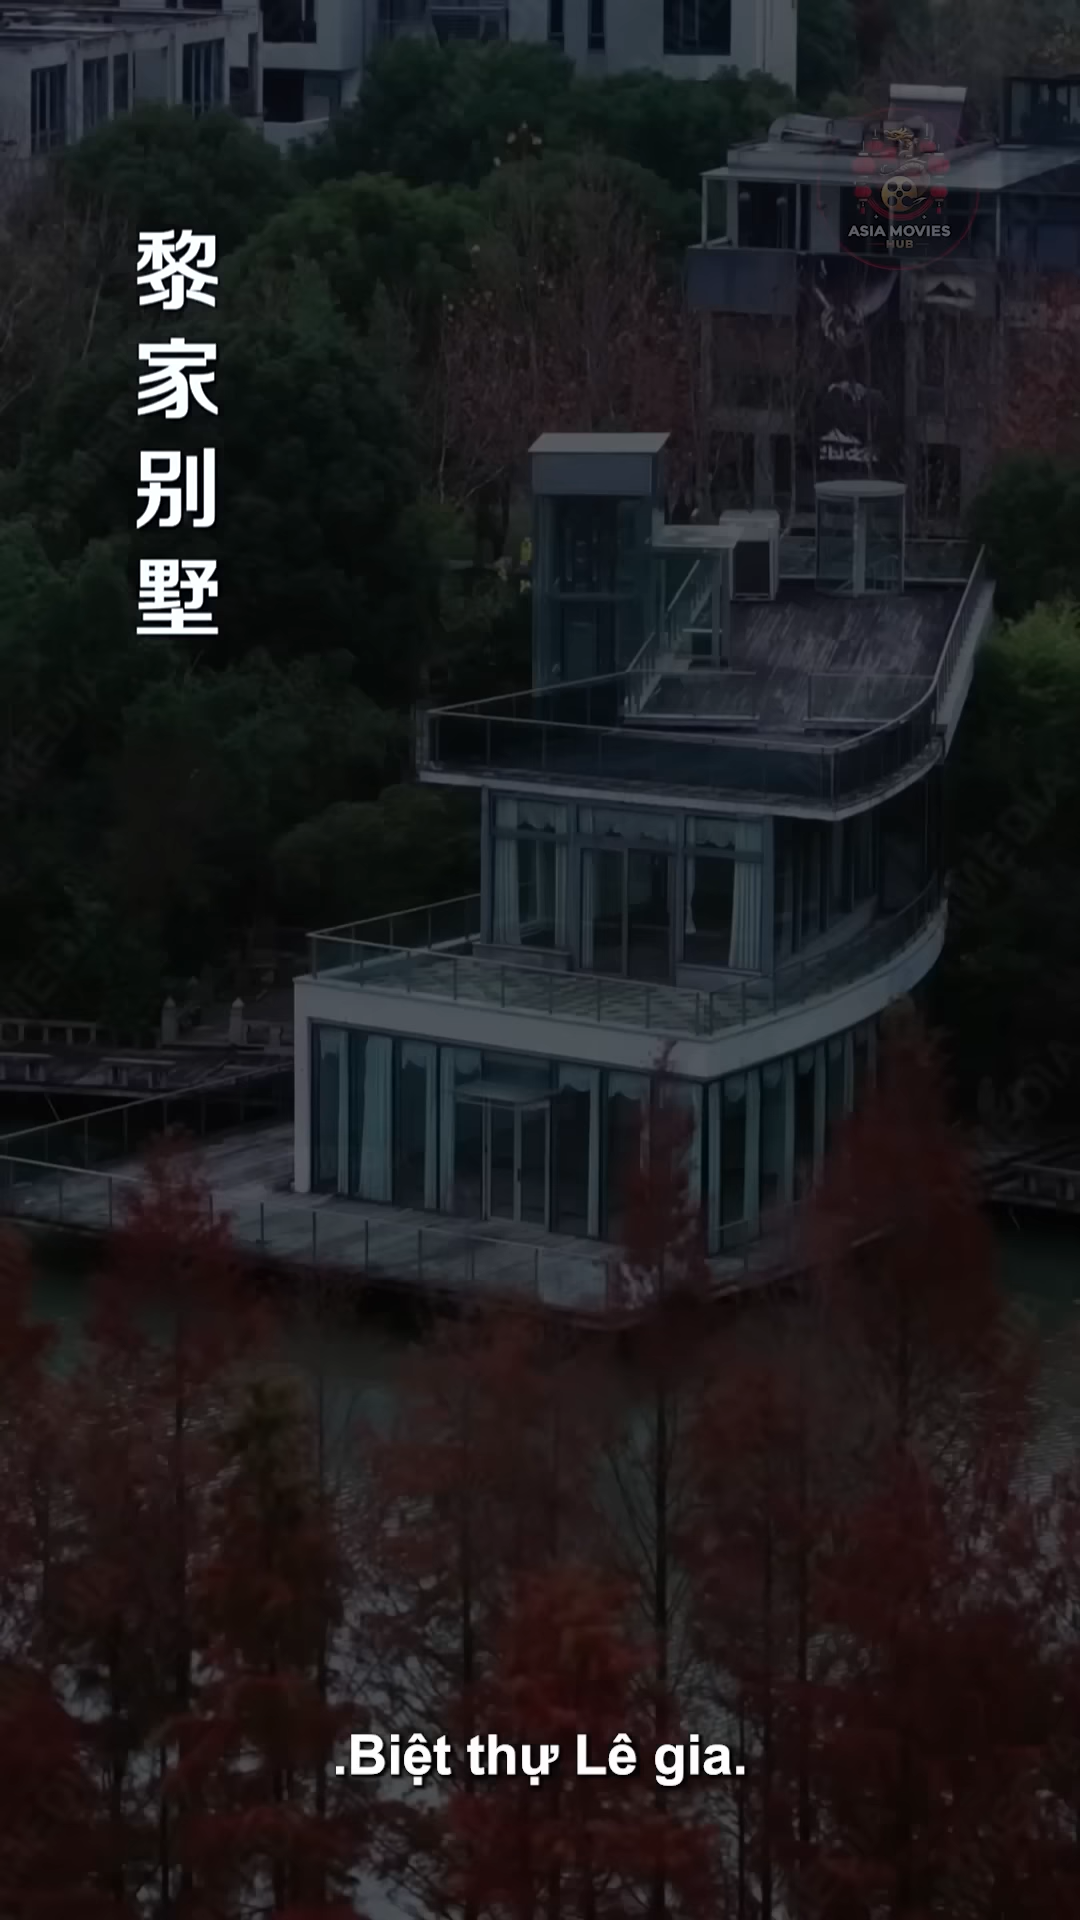 黎家别墅
ASIA MOVIES
HUB
.Biệt thự Lê gia.